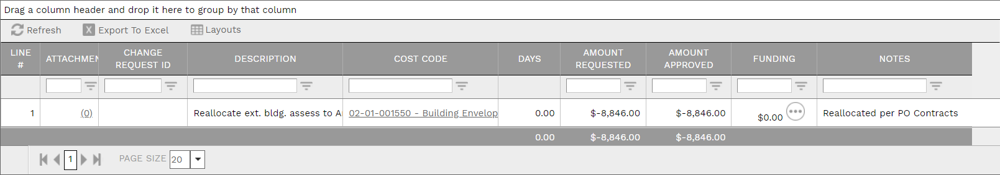 Drag a column header and drop it here to group by that column
Refresh Export To Excel Layouts
LINE # ATTACHMEN CHANGE REQUEST ID DESCRIPTION COST CODE DAYS AMOUNT REQUESTED AMOUNT APPROVED FUNDING NOTES
1 (0) Reallocate ext. bldg. assess to A 02-01-001550 - Building Envelop 0.00 $-8,846.00 $-8,846.00 $0.00 Reallocated per PO Contracts
0.00 $-8,846.00 $-8,846.00
1 PAGE SIZE 20